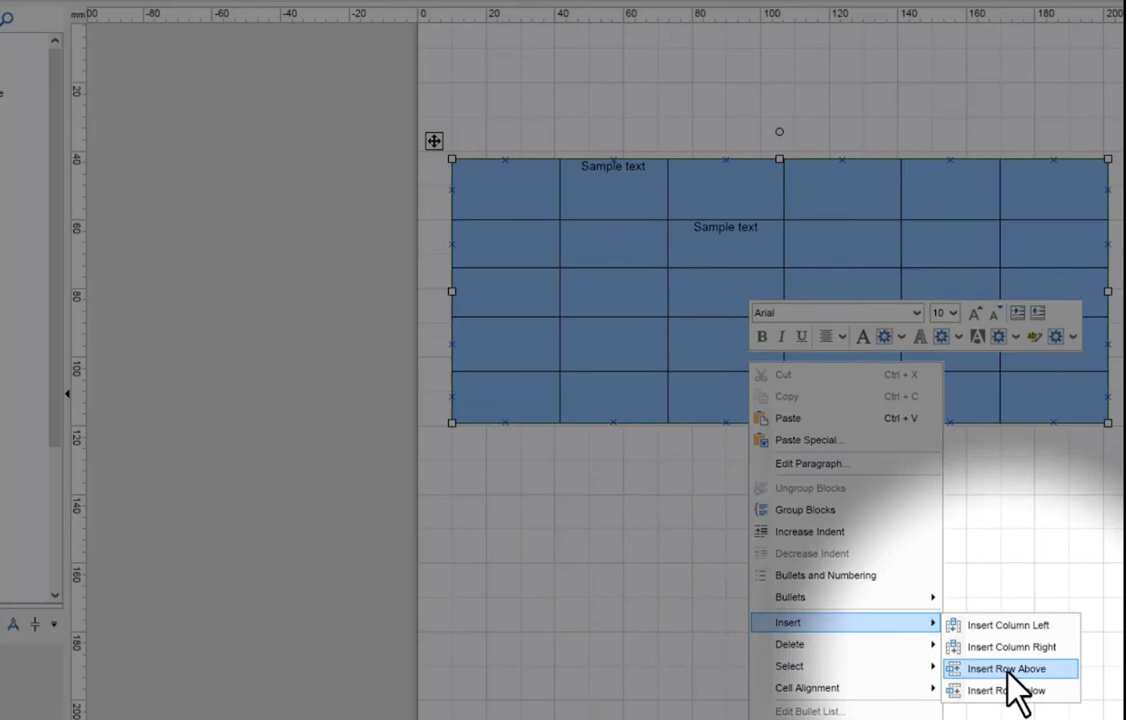 mm
-80 -60 -40 -20 0 20 40 60 80 100 120 140 160 180 200
20
40
60
80
100
120
140
160
180
200
Sample text
Sample text
Arial 10
B I U A A
Cut Ctrl + X
Copy Ctrl + C
Paste Ctrl + V
Paste Special...
Edit Paragraph...
Ungroup Blocks
Group Blocks
Increase Indent
Decrease Indent
Bullets and Numbering
Bullets
Insert
Delete
Select
Cell Alignment
Edit Bullet List...
Insert Column Left
Insert Column Right
Insert Row Above
Insert